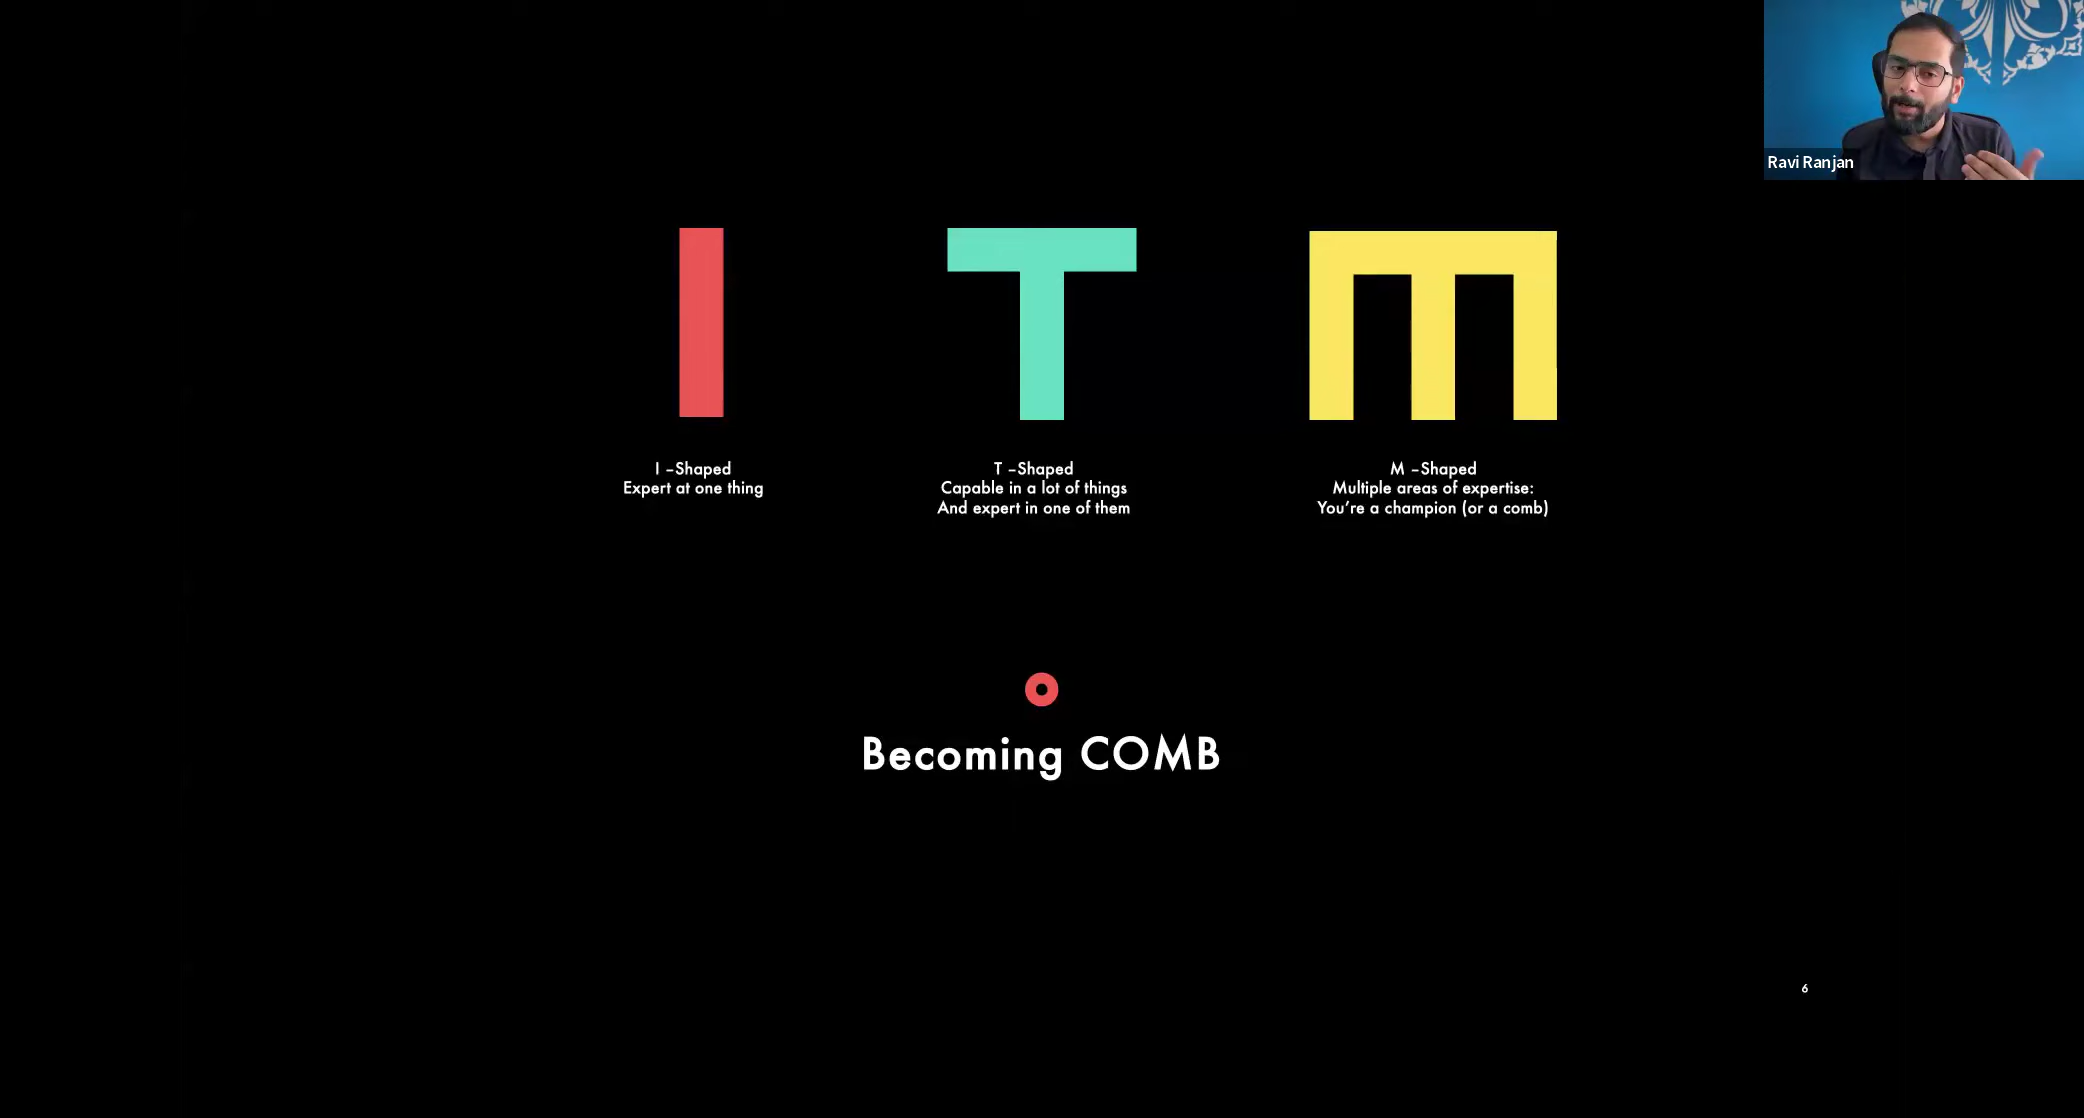 Ravi Ranjan
I T M
I –Shaped
Expert at one thing
T –Shaped
Capable in a lot of things
And expert in one of them
M –Shaped
Multiple areas of expertise:
You're a champion (or a comb)
Becoming COMB
6